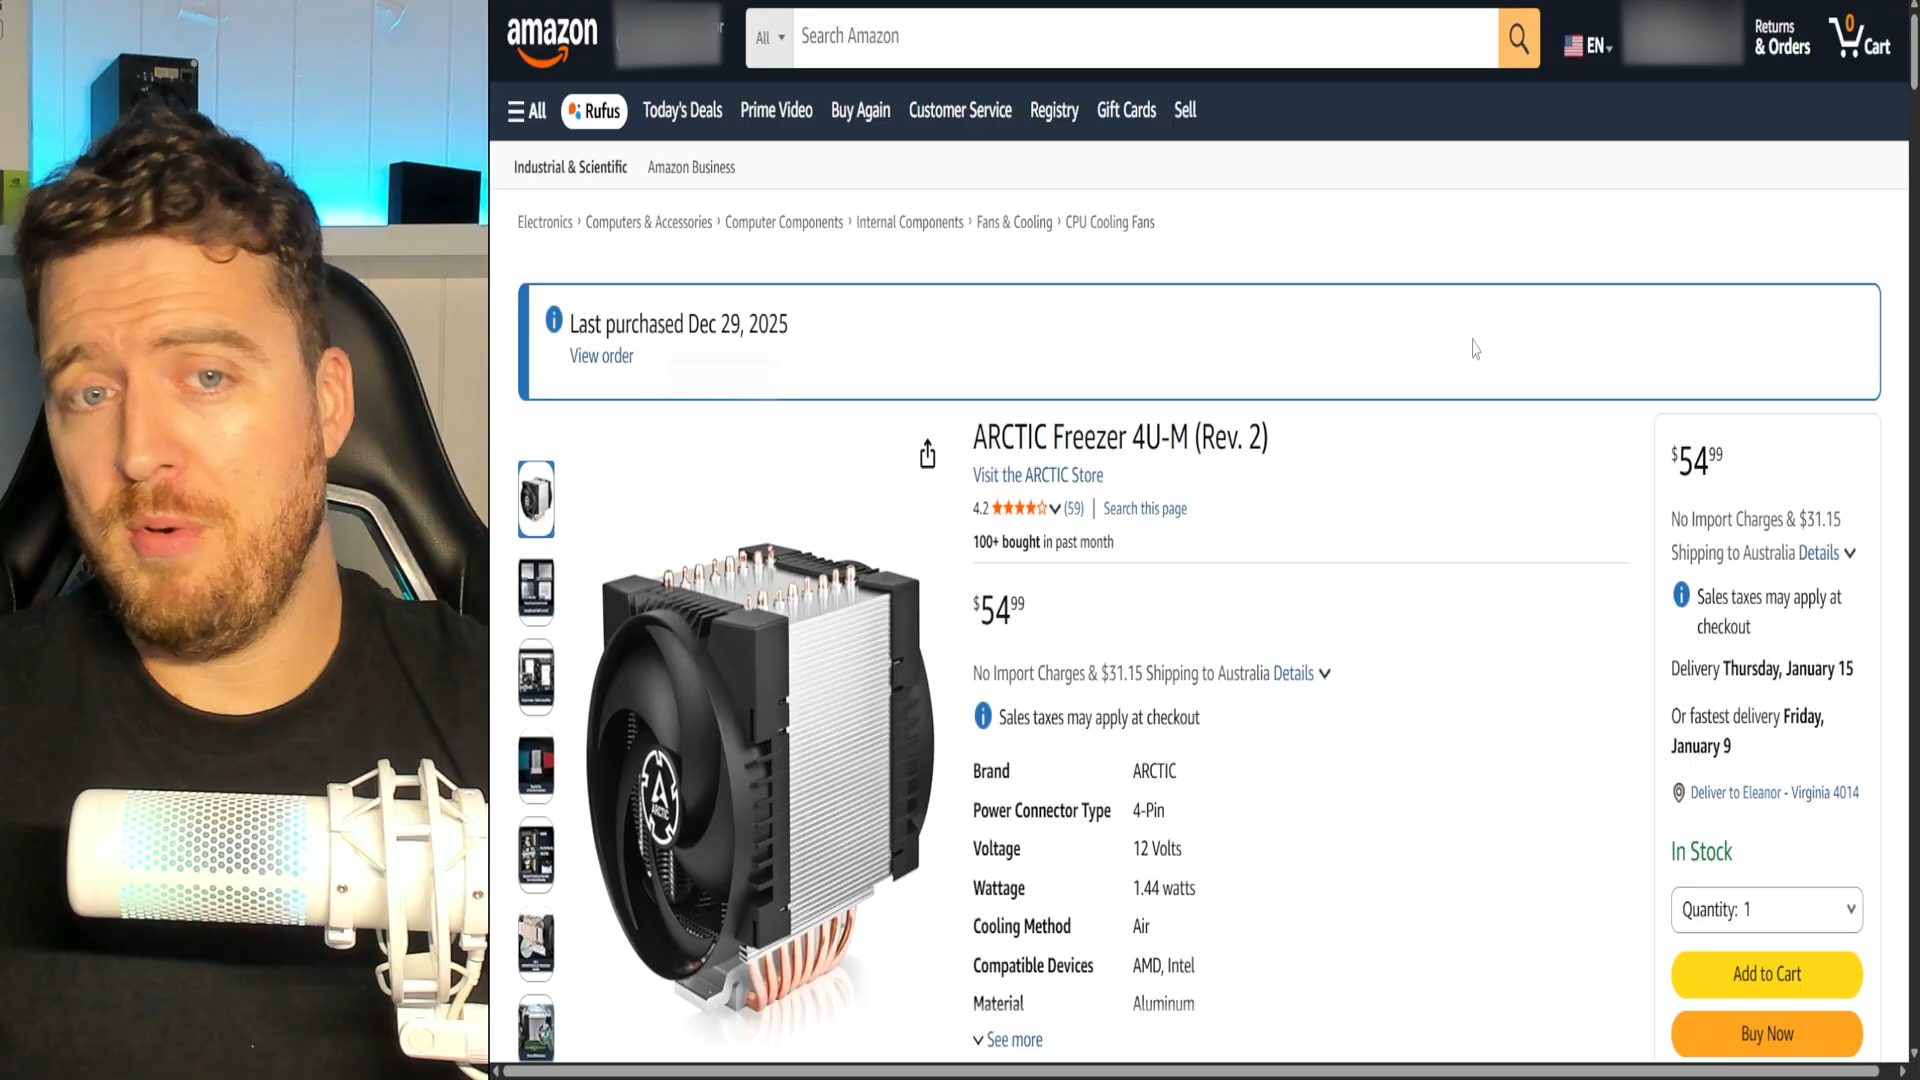 amazon
All
Search Amazon
EN
Returns
& Orders
0
Cart
All
Rufus
Today's Deals
Prime Video
Buy Again
Customer Service
Registry
Gift Cards
Sell
Industrial & Scientific
Amazon Business
Electronics › Computers & Accessories › Computer Components › Internal Components › Fans & Cooling › CPU Cooling Fans
Last purchased Dec 29, 2025
View order
ARCTIC Freezer 4U-M (Rev. 2)
Visit the ARCTIC Store
4.2 (59) | Search this page
100+ bought in past month
$54 99
No Import Charges & $31.15 Shipping to Australia Details
Sales taxes may apply at checkout
Brand ARCTIC
Power Connector Type 4-Pin
Voltage 12 Volts
Wattage 1.44 watts
Cooling Method Air
Compatible Devices AMD, Intel
Material Aluminum
See more
ARCTIC
$54 99
No Import Charges & $31.15
Shipping to Australia Details
Sales taxes may apply at
checkout
Delivery Thursday, January 15
Or fastest delivery Friday,
January 9
Deliver to Eleanor - Virginia 4014
In Stock
Quantity: 1
Add to Cart
Buy Now